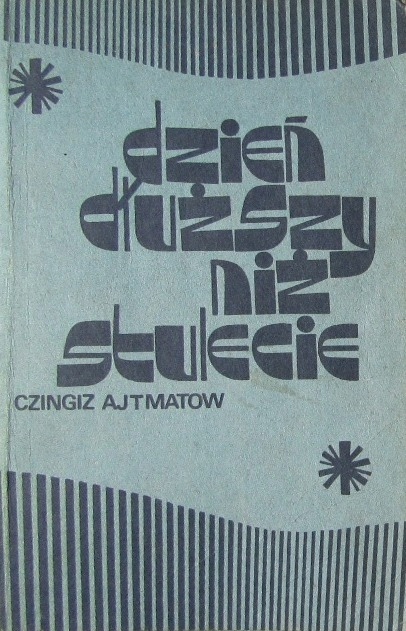 dzień
dłuższy
niż
stulecie
CZINGIZ AJTMATOW